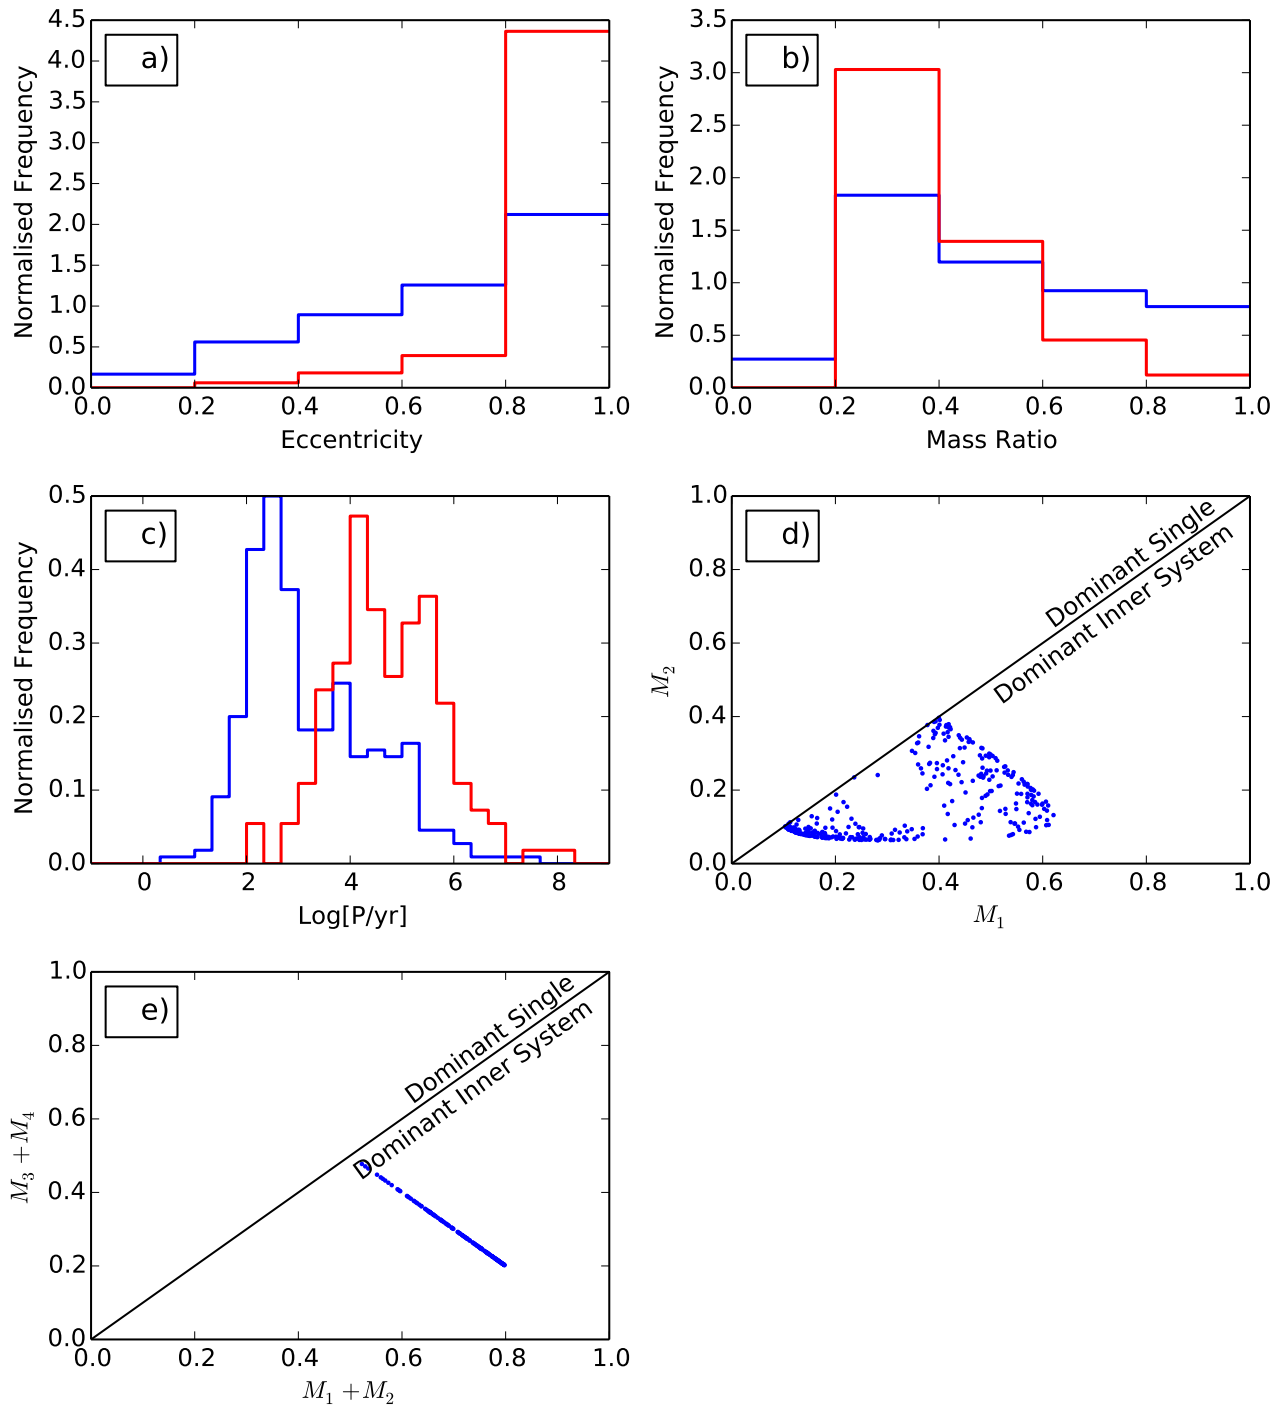 a)
Normalised Frequency
4.5
4.0
3.5
3.0
2.5
2.0
1.5
1.0
0.5
0.0
0.0 0.2 0.4 0.6 0.8 1.0
Eccentricity
b)
Normalised Frequency
3.5
3.0
2.5
2.0
1.5
1.0
0.5
0.0
0.0 0.2 0.4 0.6 0.8 1.0
Mass Ratio
c)
Normalised Frequency
0.5
0.4
0.3
0.2
0.1
0.0
0 2 4 6 8
Log[P/yr]
d)
M2
1.0
0.8
0.6
0.4
0.2
0.0
Dominant Single
Dominant Inner System
0.0 0.2 0.4 0.6 0.8 1.0
M1
e)
M3 + M4
1.0
0.8
0.6
0.4
0.2
0.0
Dominant Single
Dominant Inner System
0.0 0.2 0.4 0.6 0.8 1.0
M1 + M2